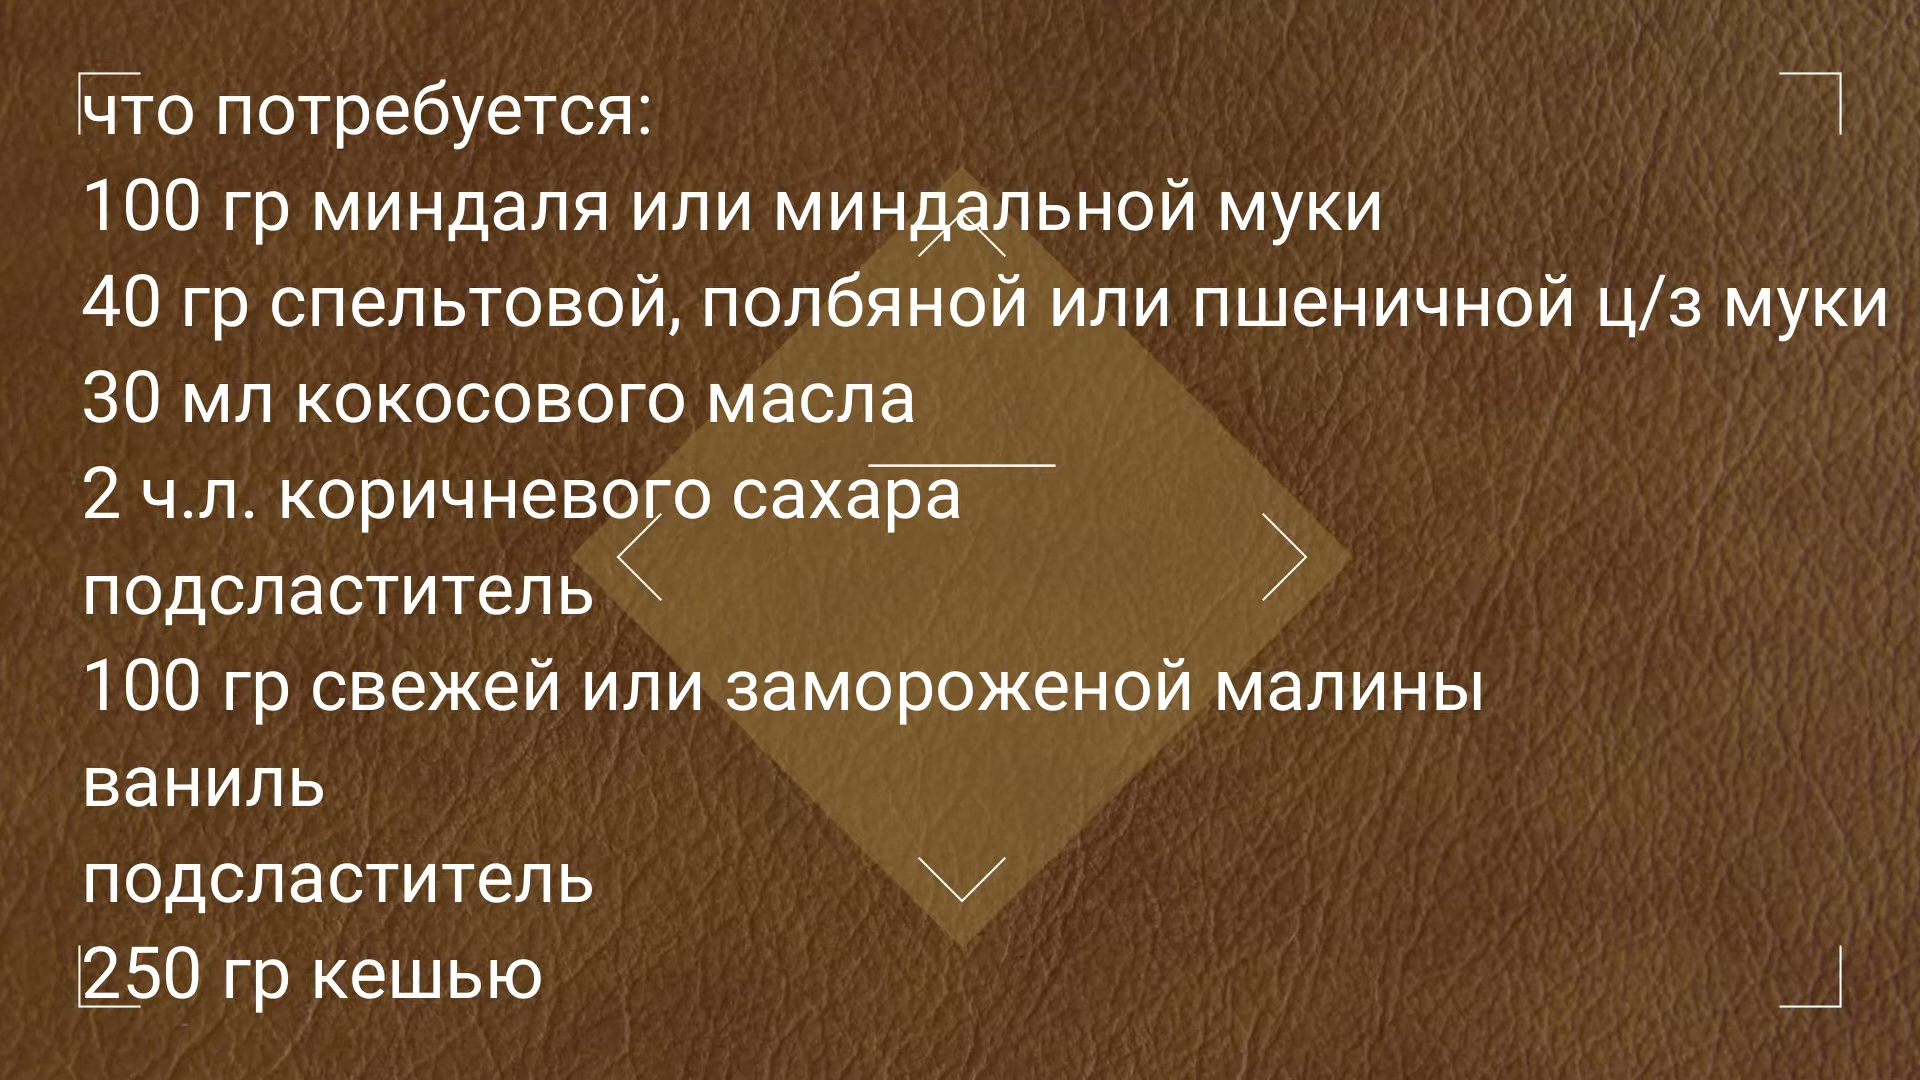 что потребуется:
100 гр миндаля или миндальной муки
40 гр спельтовой, полбяной или пшеничной ц/з муки
30 мл кокосового масла
2 ч.л. коричневого сахара
подсластитель
100 гр свежей или замороженой малины
ваниль
подсластитель
250 гр кешью